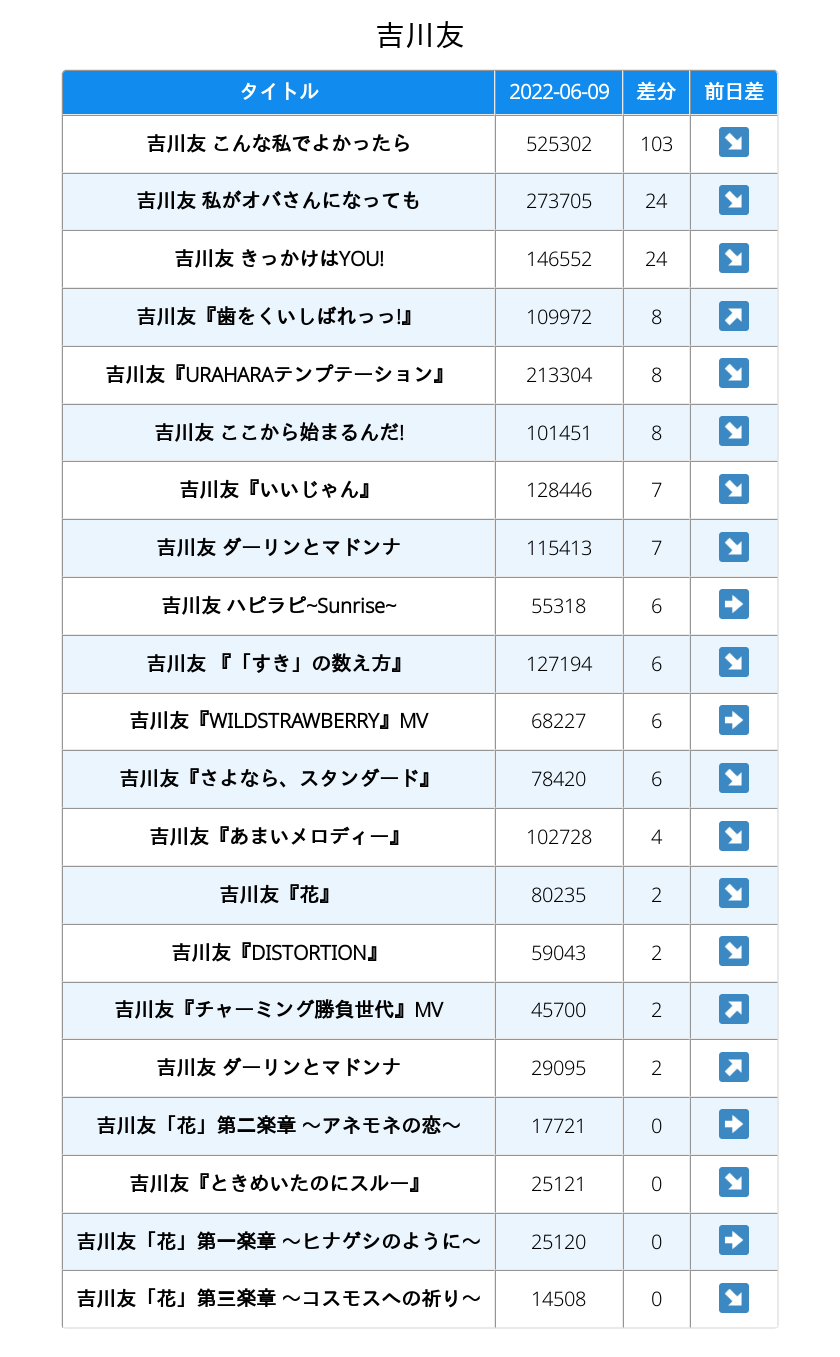 吉川友
タイトル 2022-06-09 差分 前日差
吉川友 こんな私でよかったら 525302 103 ↘
吉川友 私がオバさんになっても 273705 24 ↘
吉川友 きっかけはYOU! 146552 24 ↘
吉川友『歯をくいしばれっっ!』 109972 8 ↗
吉川友『URAHARAテンプテーション』 213304 8 ↘
吉川友 ここから始まるんだ! 101451 8 ↘
吉川友『いいじゃん』 128446 7 ↘
吉川友 ダーリンとマドンナ 115413 7 ↘
吉川友 ハピラピ~Sunrise~ 55318 6 ➡
吉川友 『「すき」の数え方』 127194 6 ↘
吉川友『WILDSTRAWBERRY』MV 68227 6 ➡
吉川友『さよなら、スタンダード』 78420 6 ↘
吉川友『あまいメロディー』 102728 4 ↘
吉川友『花』 80235 2 ↘
吉川友『DISTORTION』 59043 2 ↘
吉川友『チャーミング勝負世代』MV 45700 2 ↗
吉川友 ダーリンとマドンナ 29095 2 ↗
吉川友「花」第二楽章 ～アネモネの恋～ 17721 0 ➡
吉川友『ときめいたのにスルー』 25121 0 ↘
吉川友「花」第一楽章 ～ヒナゲシのように～ 25120 0 ➡
吉川友「花」第三楽章 ～コスモスへの祈り～ 14508 0 ↘